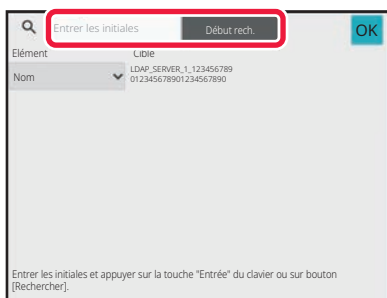 Entrer les initiales Début rech. OK
Elément Cible
Nom LDAP_SERVER_1_123456789
012345678901234567890
Entrer les initiales et appuyer sur la touche "Entrée" du clavier ou sur bouton
[Rechercher].